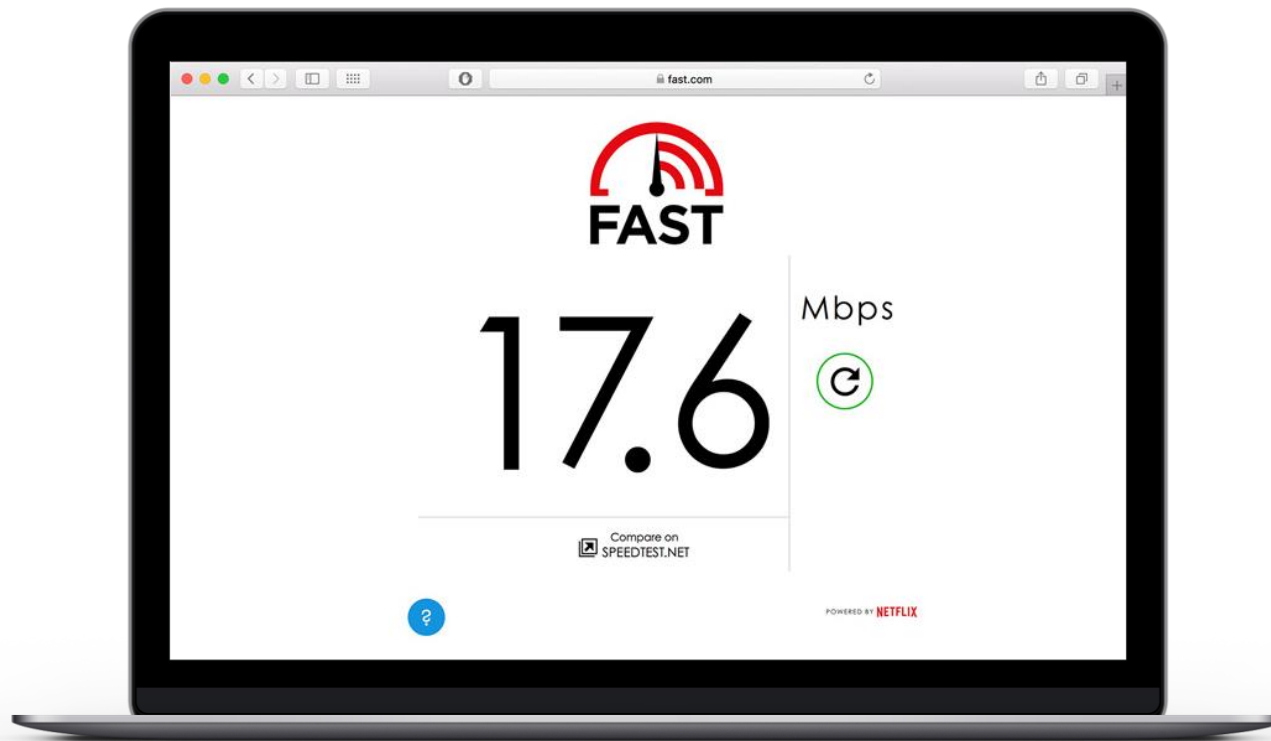 fast.com
FAST
17.6
Mbps
Compare on
SPEEDTEST.NET
?
POWERED BY NETFLIX